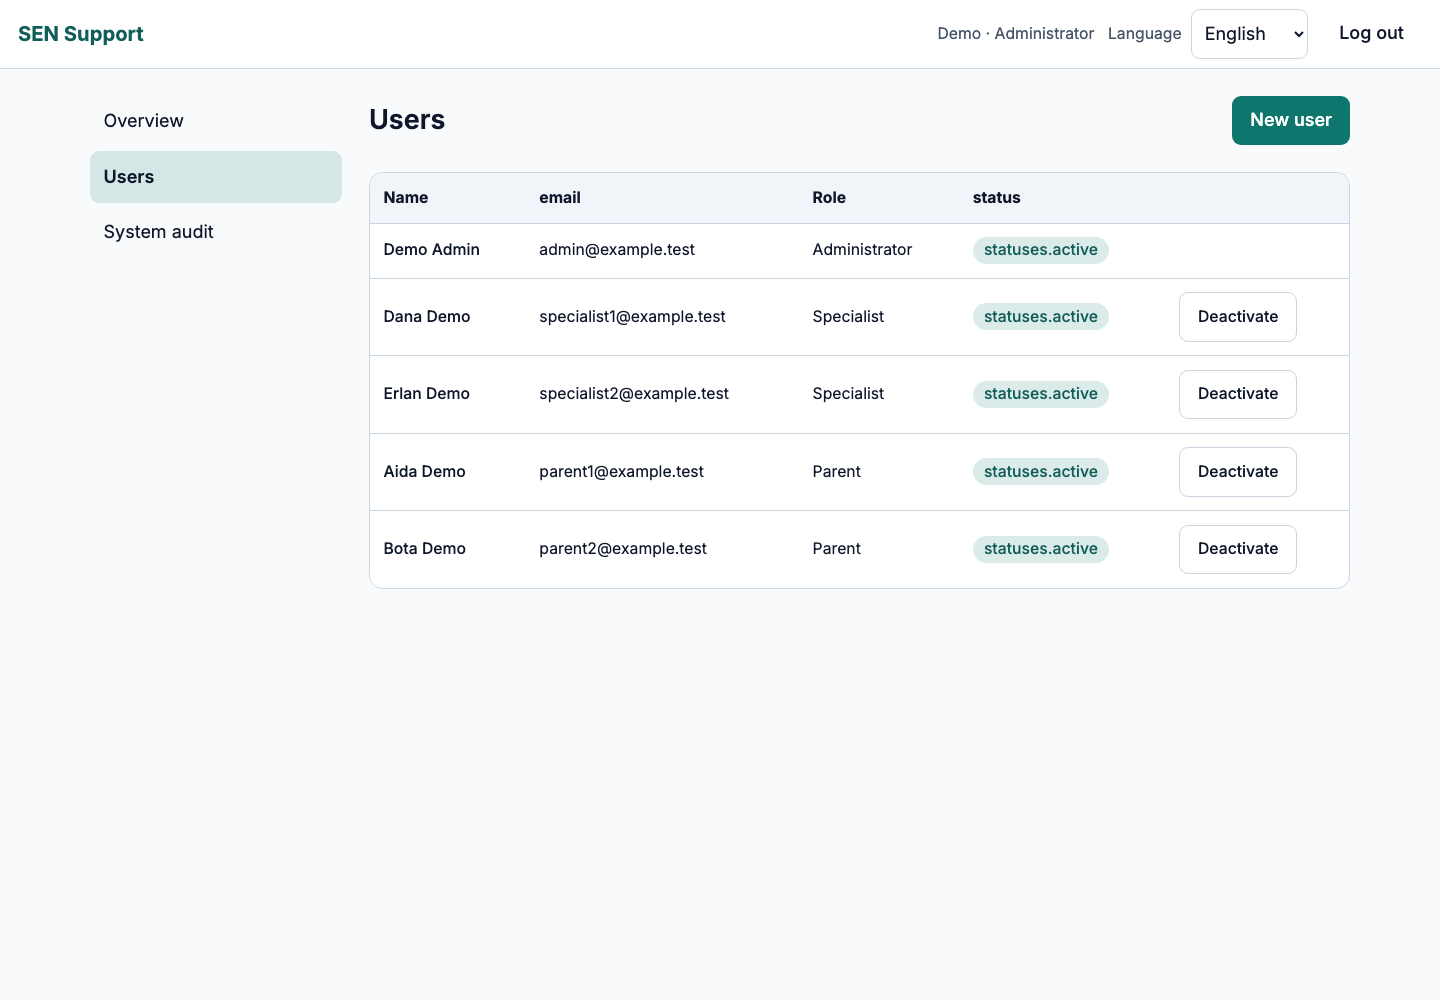 SEN Support
Demo · Administrator Language English Log out
Overview
Users
System audit
Users
New user
Name email Role status
Demo Admin admin@example.test Administrator statuses.active
Dana Demo specialist1@example.test Specialist statuses.active Deactivate
Erlan Demo specialist2@example.test Specialist statuses.active Deactivate
Aida Demo parent1@example.test Parent statuses.active Deactivate
Bota Demo parent2@example.test Parent statuses.active Deactivate